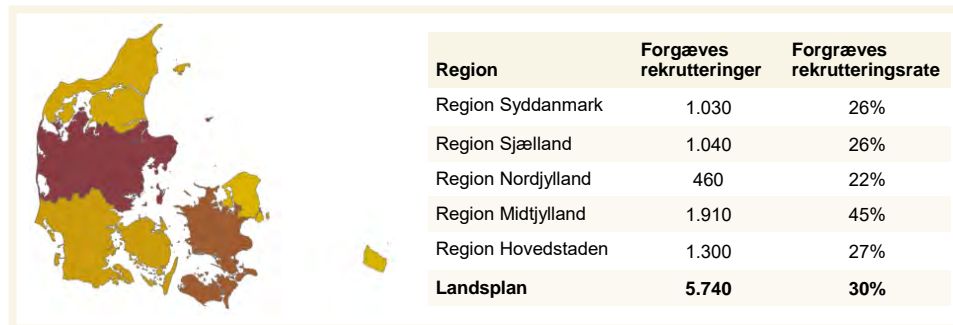 Region Forgæves rekrutteringer Forgræves rekrutteringsrate
Region Syddanmark 1.030 26%
Region Sjælland 1.040 26%
Region Nordjylland 460 22%
Region Midtjylland 1.910 45%
Region Hovedstaden 1.300 27%
Landsplan 5.740 30%